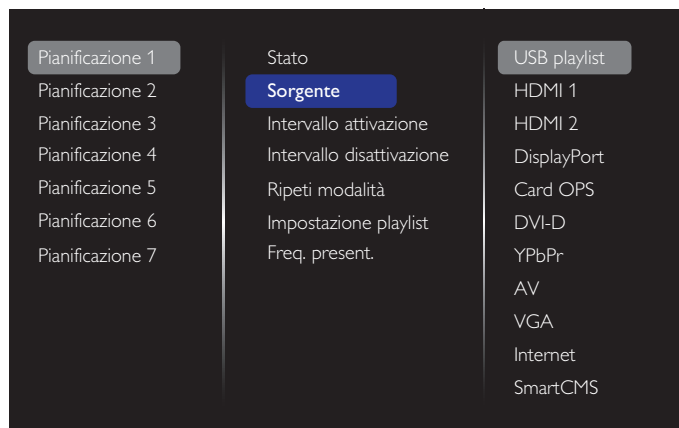 Pianificazione 1
Pianificazione 2
Pianificazione 3
Pianificazione 4
Pianificazione 5
Pianificazione 6
Pianificazione 7
Stato
Sorgente
Intervallo attivazione
Intervallo disattivazione
Ripeti modalità
Impostazione playlist
Freq. present.
USB playlist
HDMI 1
HDMI 2
DisplayPort
Card OPS
DVI-D
YPbPr
AV
VGA
Internet
SmartCMS